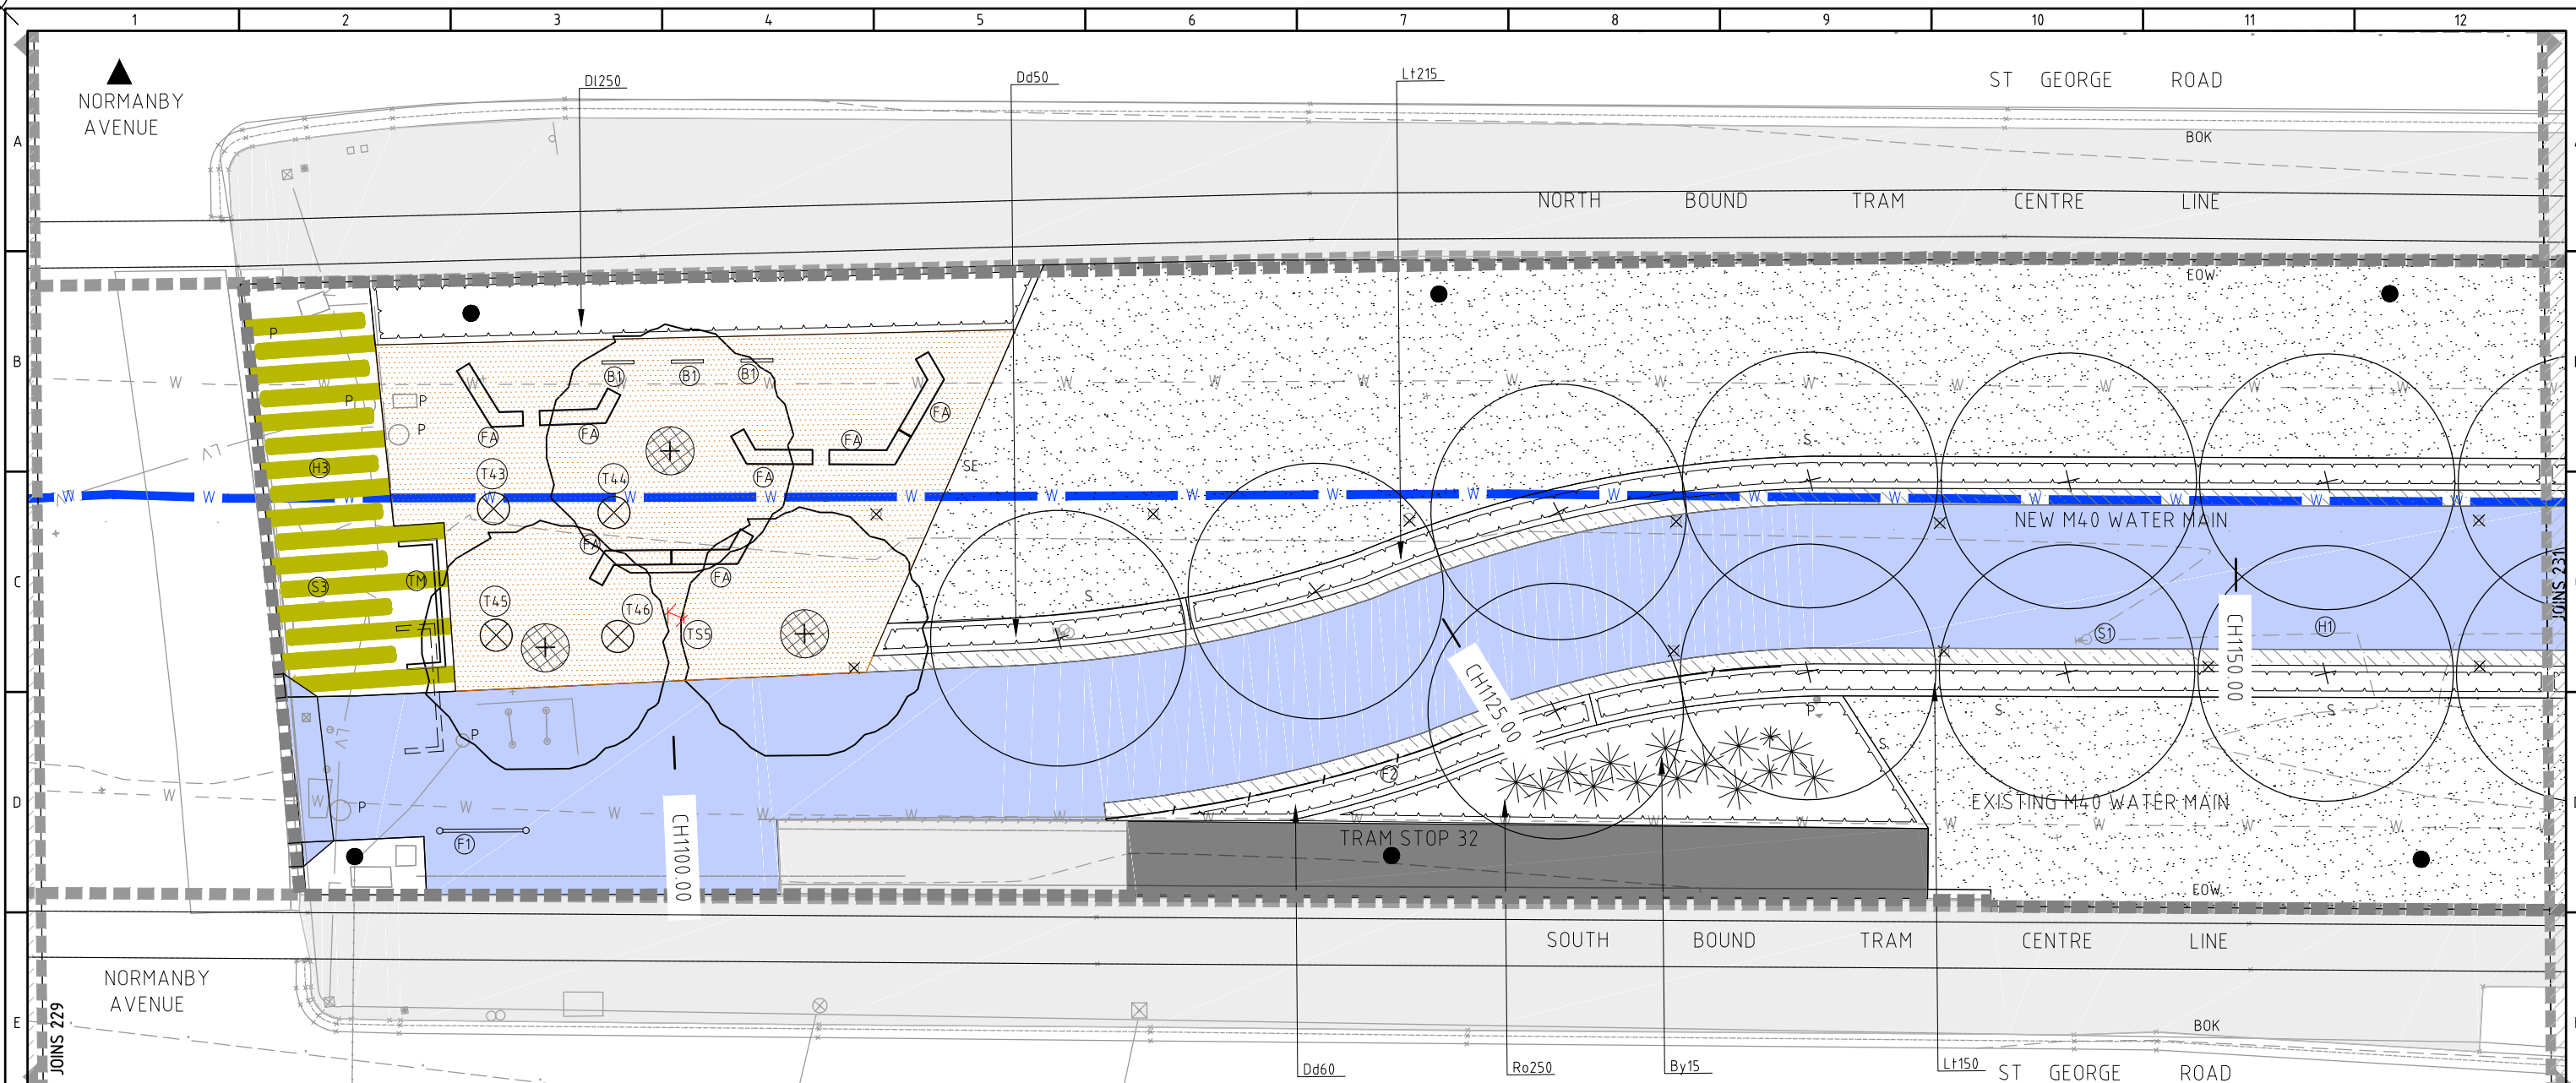 1 2 3 4 5 6 7 8 9 10 11 12
Dl250
Dd50
Lt215
ST GEORGE ROAD
NORMANBY
AVENUE
A
BOK
NORTH BOUND TRAM CENTRE LINE
EOW
P
B
B1 B1 B1
W W W W W W W W W W W W W W W W
P P
FA
P
FA FA FA
S
FA
H3
SE
LV
T43 T44
W W W W W W W W W W W W W W W W W W
NEW M40 WATER MAIN
FA
C
S3 TM
FA
JOINS 231
S
T45 T46
TS5
S1 H1
CH1150.00
CH1125.00
P
S S
LV
P
S
F2
D
W W W W W W W W W W W W W W W W
P
EXISTING M40 WATER MAIN
F1
TRAM STOP 32
CH1100.00
EOW
SOUTH BOUND TRAM CENTRE LINE
NORMANBY
AVENUE
E
BOK
JOINS 229
Dd60
Ro250
By15
Lt150
ST GEORGE ROAD